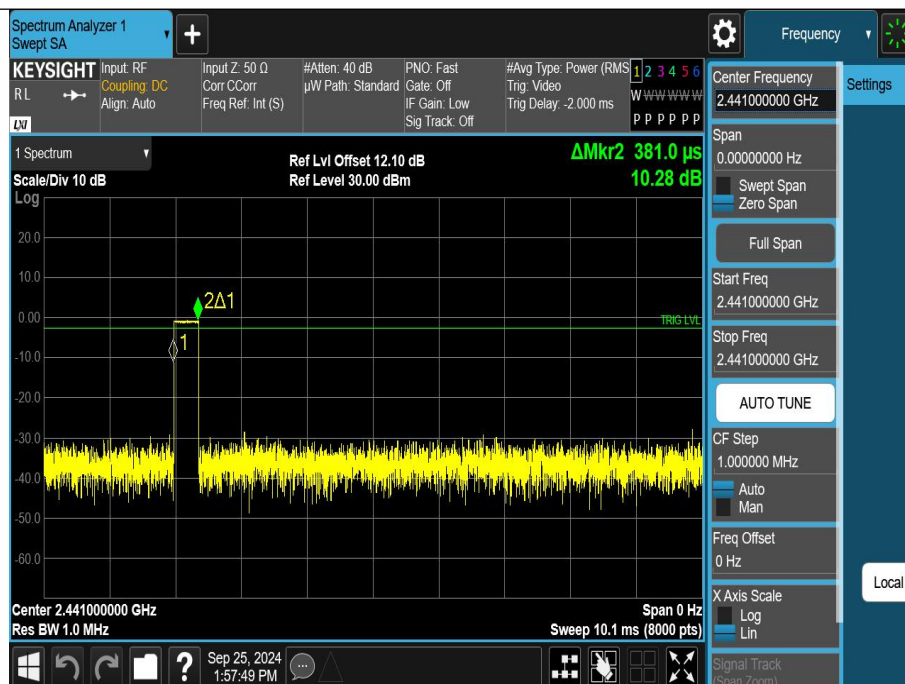 Spectrum Analyzer 1
Swept SA
+
Frequency
KEYSIGHT
RL
LXI
Input: RF
Coupling: DC
Align: Auto
Input Z: 50 Ω
Corr CCorr
Freq Ref: Int (S)
#Atten: 40 dB
µW Path: Standard
PNO: Fast
Gate: Off
IF Gain: Low
Sig Track: Off
#Avg Type: Power (RMS
Trig: Video
Trig Delay: -2.000 ms
1 2 3 4 5 6
W W W W W W
P P P P P P
1 Spectrum
Scale/Div 10 dB
Log
Ref Lvl Offset 12.10 dB
Ref Level 30.00 dBm
ΔMkr2 381.0 µs
10.28 dB
20.0
10.0
0.00
-10.0
-20.0
-30.0
-40.0
-50.0
-60.0
2Δ1
1
TRIG LVL
Center 2.441000000 GHz
Res BW 1.0 MHz
Span 0 Hz
Sweep 10.1 ms (8000 pts)
Center Frequency
2.441000000 GHz
Span
0.00000000 Hz
Swept Span
Zero Span
Full Span
Start Freq
2.441000000 GHz
Stop Freq
2.441000000 GHz
AUTO TUNE
CF Step
1.000000 MHz
Auto
Man
Freq Offset
0 Hz
X Axis Scale
Log
Lin
Signal Track
(Span Zoom)
Settings
Local
?
Sep 25, 2024
1:57:49 PM